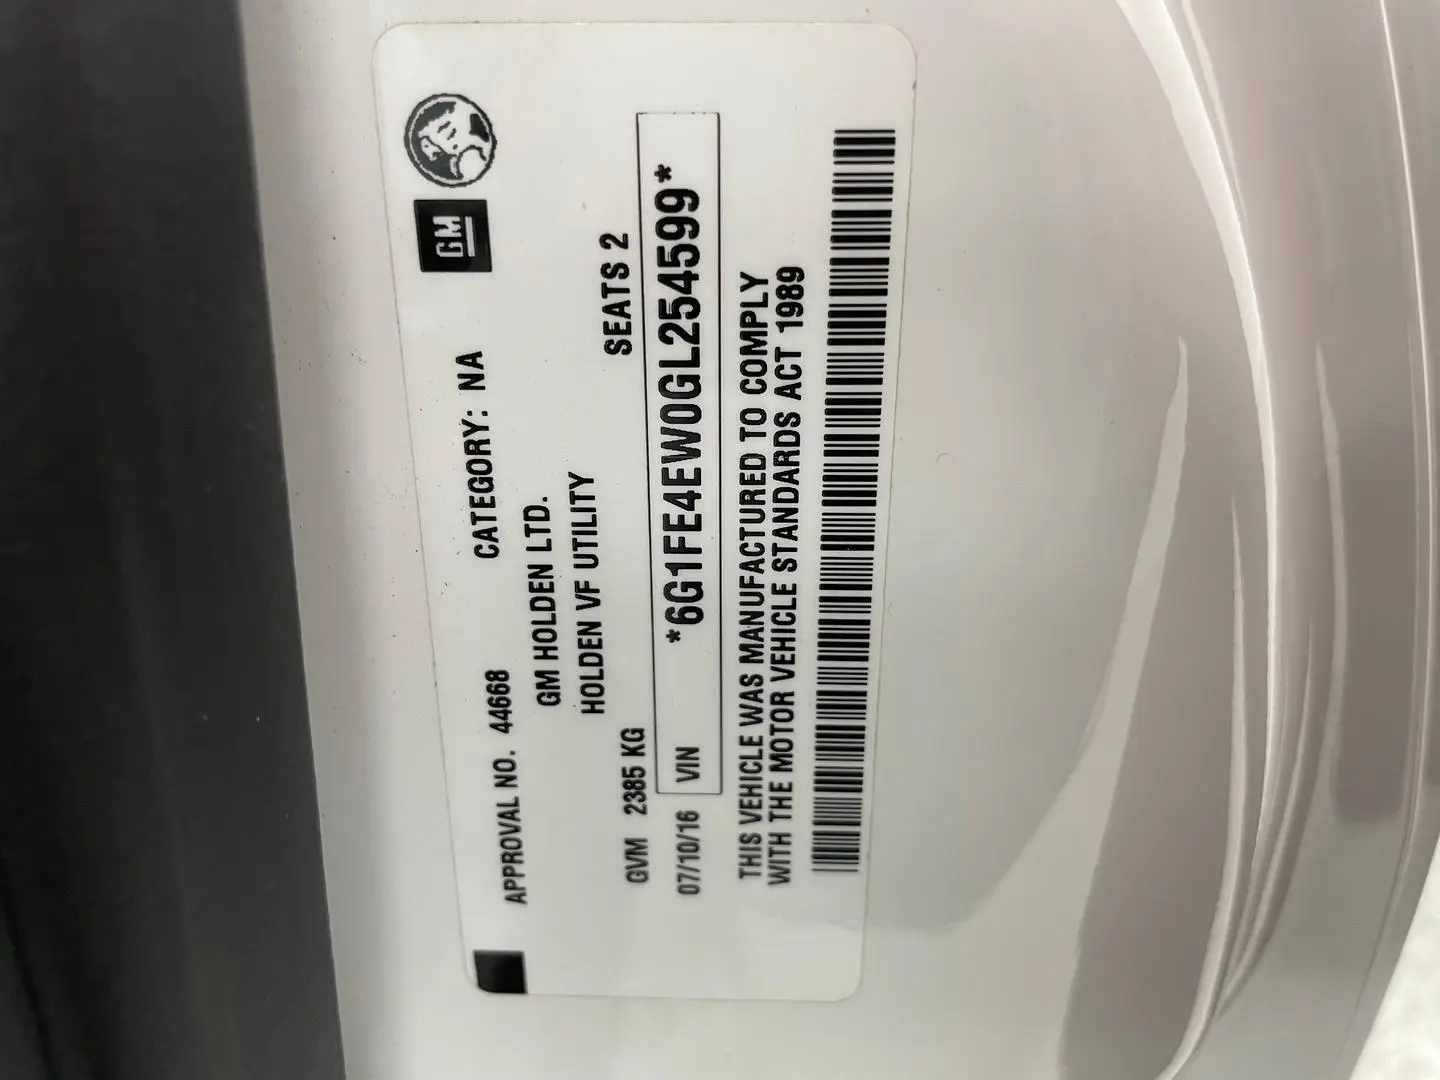 APPROVAL NO. 44668 CATEGORY: NA GM
GM HOLDEN LTD.
HOLDEN VF UTILITY
GVM 2385 KG SEATS 2
07/10/16 VIN *6G1FE4EW0GL254599*
THIS VEHICLE WAS MANUFACTURED TO COMPLY
WITH THE MOTOR VEHICLE STANDARDS ACT 1989